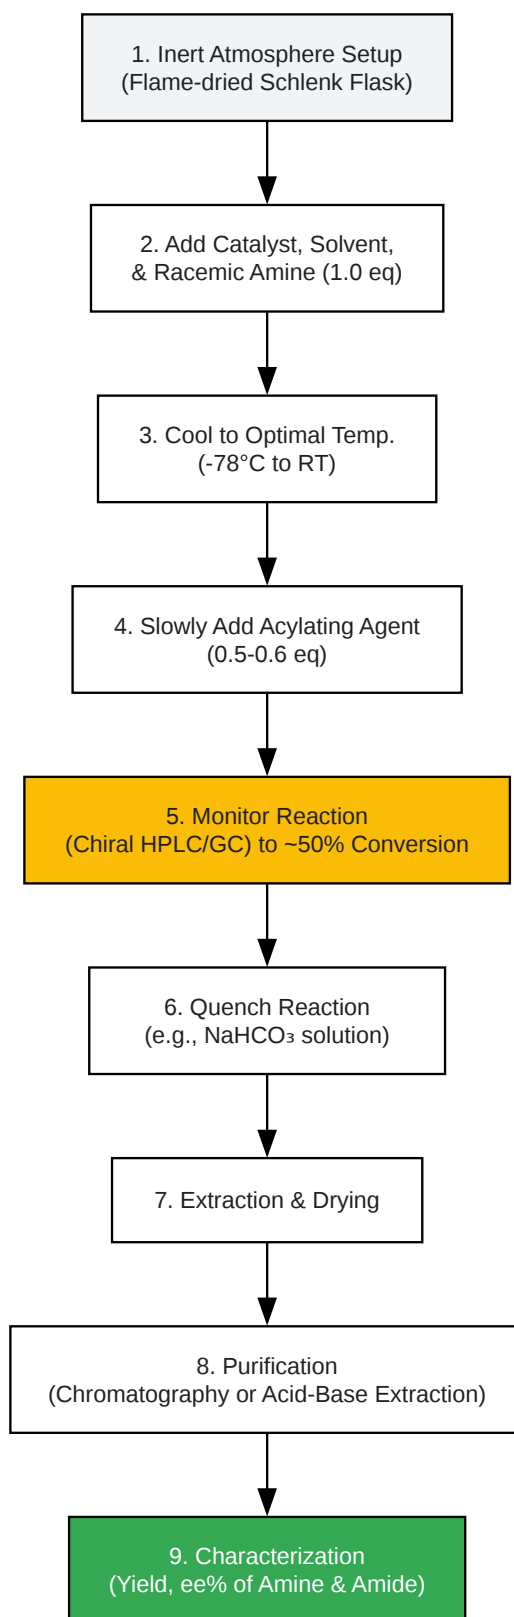 1. Inert Atmosphere Setup
(Flame-dried Schlenk Flask)
2. Add Catalyst, Solvent,
& Racemic Amine (1.0 eq)
3. Cool to Optimal Temp.
(-78°C to RT)
4. Slowly Add Acylating Agent
(0.5-0.6 eq)
5. Monitor Reaction
(Chiral HPLC/GC) to ~50% Conversion
6. Quench Reaction
(e.g., NaHCO₃ solution)
7. Extraction & Drying
8. Purification
(Chromatography or Acid-Base Extraction)
9. Characterization
(Yield, ee% of Amine & Amide)